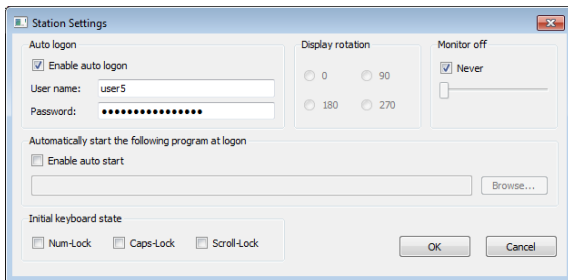 Station Settings
Auto logon
Enable auto logon
User name: user5
Password: ••••••••••••••••
Display rotation
0 90
180 270
Monitor off
Never
Automatically start the following program at logon
Enable auto start
Browse...
Initial keyboard state
Num-Lock Caps-Lock Scroll-Lock
OK Cancel